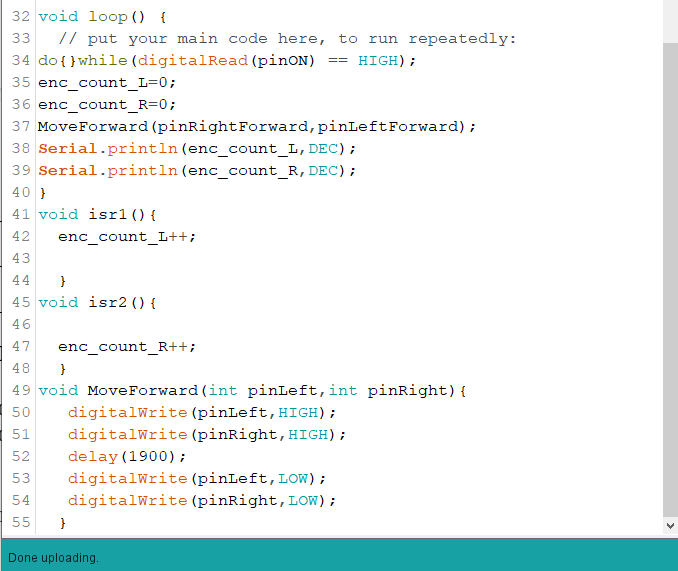 32 void loop() {
33   // put your main code here, to run repeatedly:
34 do{}while(digitalRead(pinON) == HIGH);
35 enc_count_L=0;
36 enc_count_R=0;
37 MoveForward(pinRightForward,pinLeftForward);
38 Serial.println(enc_count_L,DEC);
39 Serial.println(enc_count_R,DEC);
40 }
41 void isr1(){
42   enc_count_L++;
43
44   }
45 void isr2(){
46
47   enc_count_R++;
48   }
49 void MoveForward(int pinLeft,int pinRight){
50    digitalWrite(pinLeft,HIGH);
51    digitalWrite(pinRight,HIGH);
52    delay(1900);
53    digitalWrite(pinLeft,LOW);
54    digitalWrite(pinRight,LOW);
55   }
Done uploading.